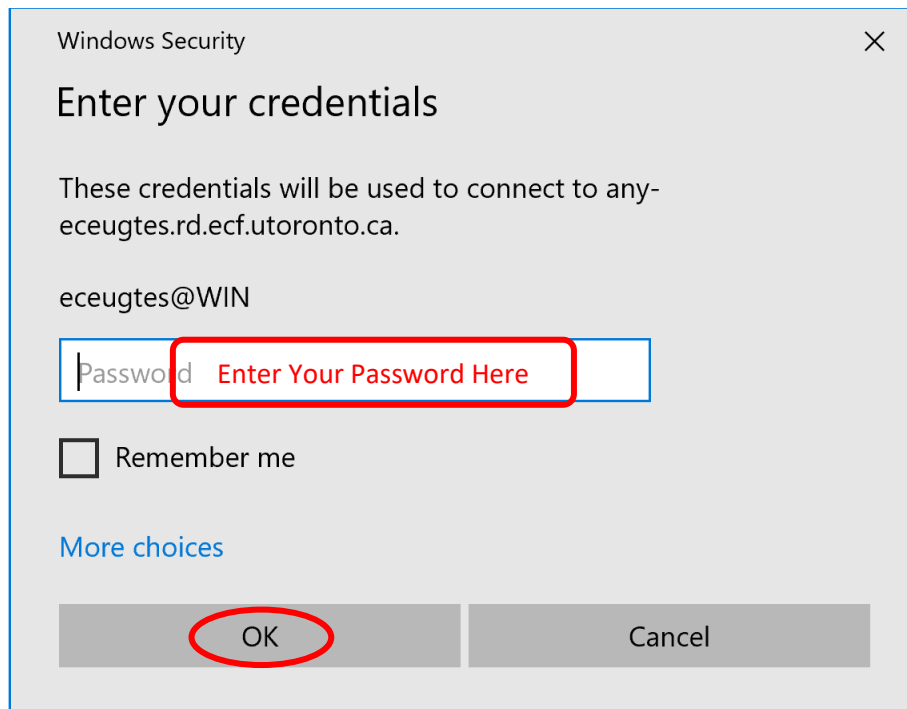 Windows Security
Enter your credentials
These credentials will be used to connect to any-
eceugtes.rd.ecf.utoronto.ca.
eceugtes@WIN
Password Enter Your Password Here
Remember me
More choices
OK Cancel